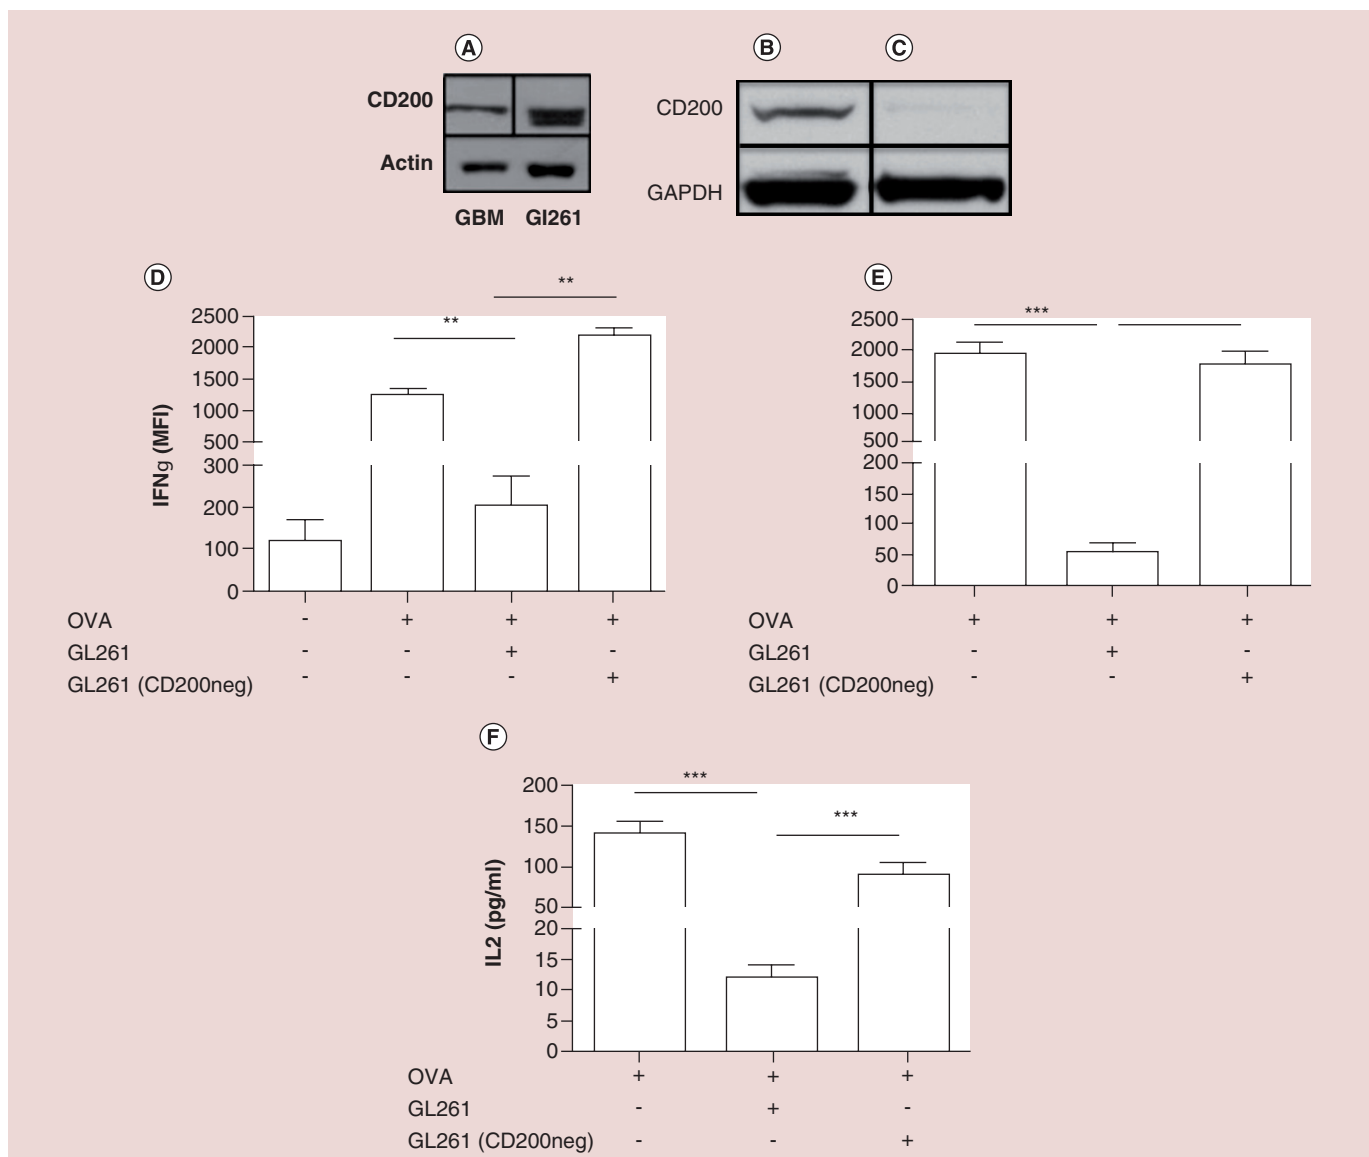 A
B
C
CD200
Actin
GBM GI261
CD200
GAPDH
D
**
**
IFNg (MFI)
2500
2000
1500
1000
500
300
200
100
0
OVA - + + +
GL261 - - + -
GL261 (CD200neg) - - - +
E
***
2500
2000
1500
1000
500
200
150
100
50
0
OVA + + +
GL261 - + -
GL261 (CD200neg) - - +
F
***
***
IL2 (pg/ml)
200
150
100
50
20
15
10
5
0
OVA + + +
GL261 - + -
GL261 (CD200neg) - - +